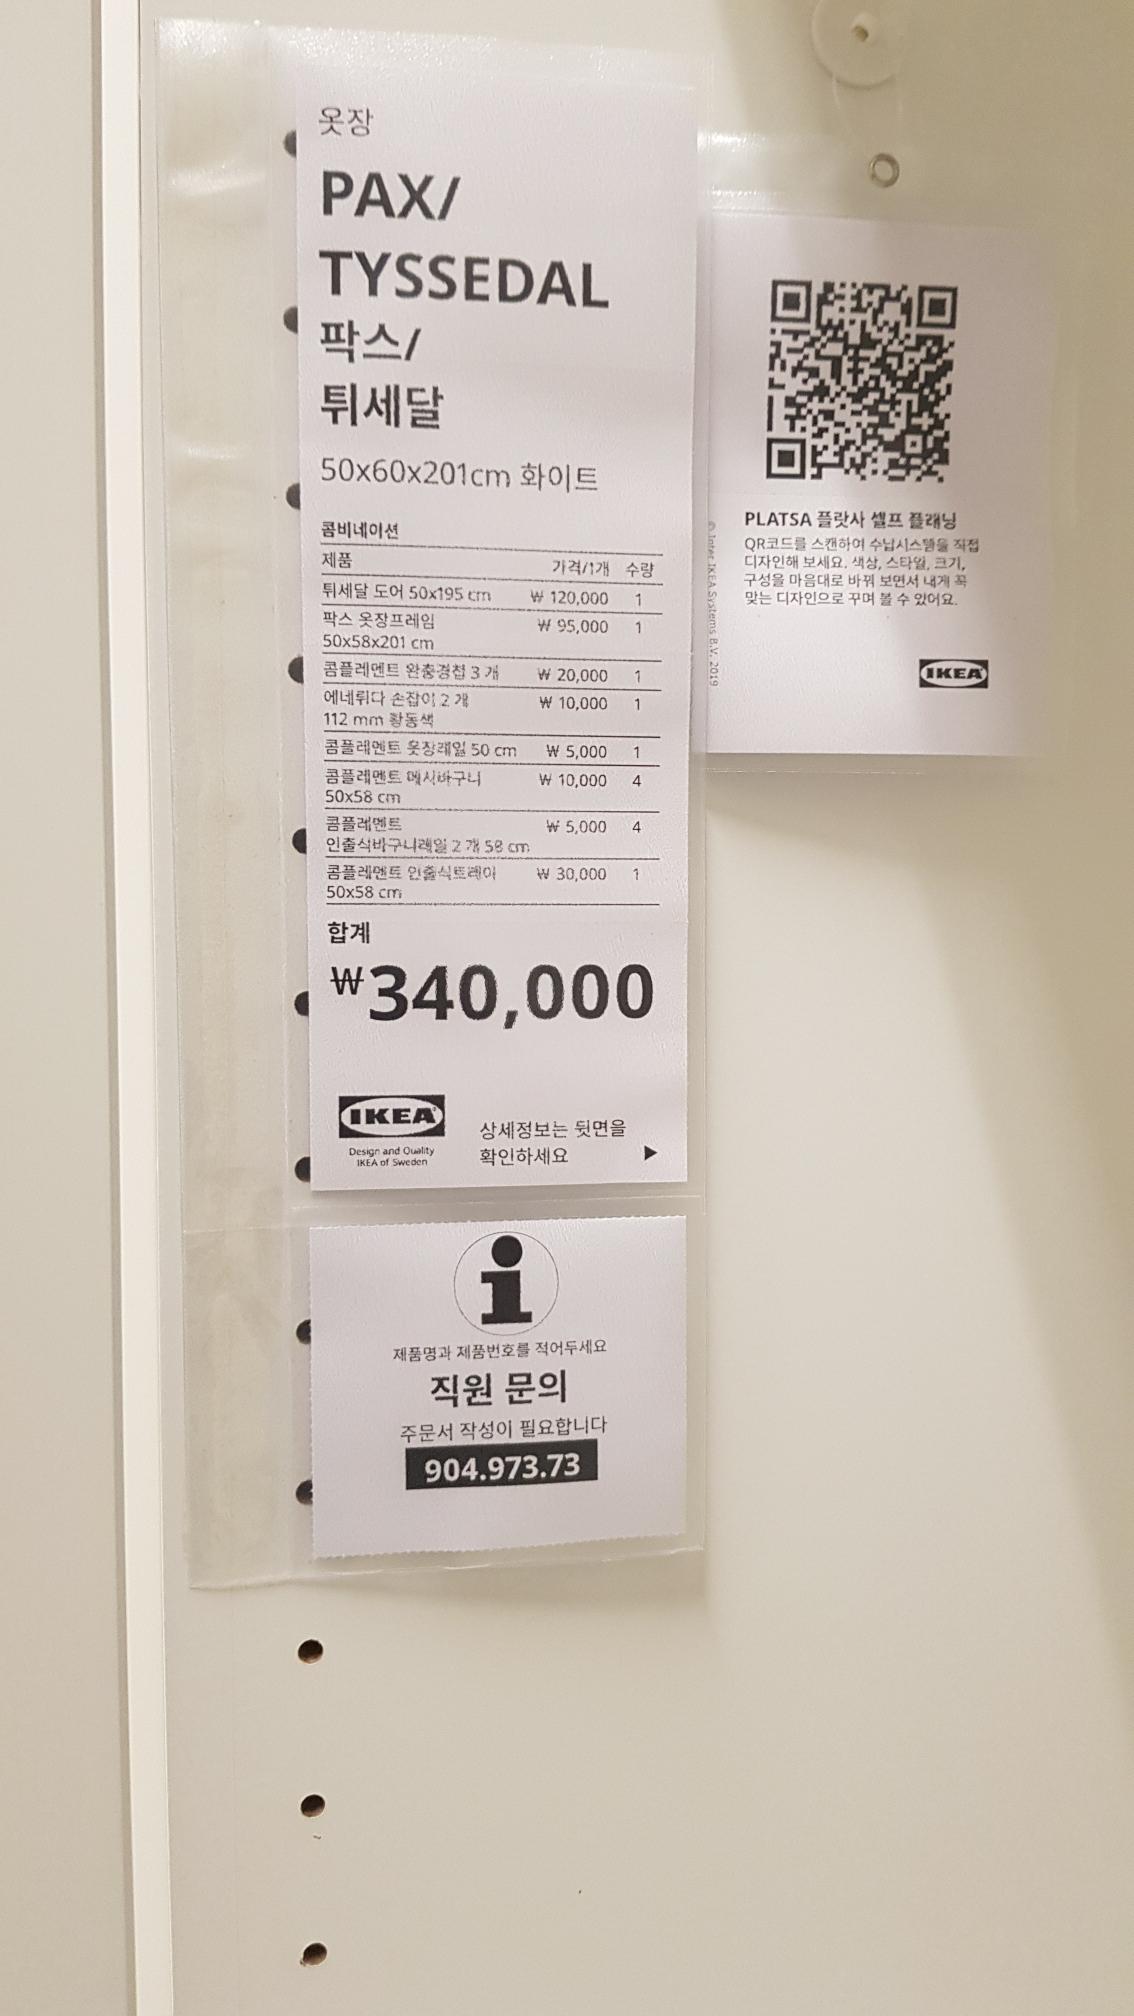 옷장
PAX/
TYSSEDAL
팍스/
튀세달
50x60x201cm 화이트
콤비네이션
제품 가격/1개 수량
튀세달 도어 50x195 cm ₩ 120,000 1
팍스 옷장프레임 ₩ 95,000 1
50x58x201 cm
콤플레멘트 완충경첩 3 개 ₩ 20,000 1
에네뤼다 손잡이 2 개 ₩ 10,000 1
112 mm 황동색
콤플레멘트 옷장레일 50 cm ₩ 5,000 1
콤플레멘트 메시바구니 ₩ 10,000 4
50x58 cm
콤플레멘트 ₩ 5,000 4
인출식바구니레일 2 개 58 cm
콤플레멘트 인출식트레이 ₩ 30,000 1
50x58 cm
합계
₩340,000
IKEA
Design and Quality
IKEA of Sweden
상세정보는 뒷면을
확인하세요
제품명과 제품번호를 적어두세요
직원 문의
주문서 작성이 필요합니다
904.973.73
PLATSA 플랏사 셀프 플래닝
QR코드를 스캔하여 수납시스템을 직접
디자인해 보세요. 색상, 스타일, 크기,
구성을 마음대로 바꿔 보면서 내게 꼭
맞는 디자인으로 꾸며 볼 수 있어요.
© Inter IKEA Systems B.V. 2019
IKEA